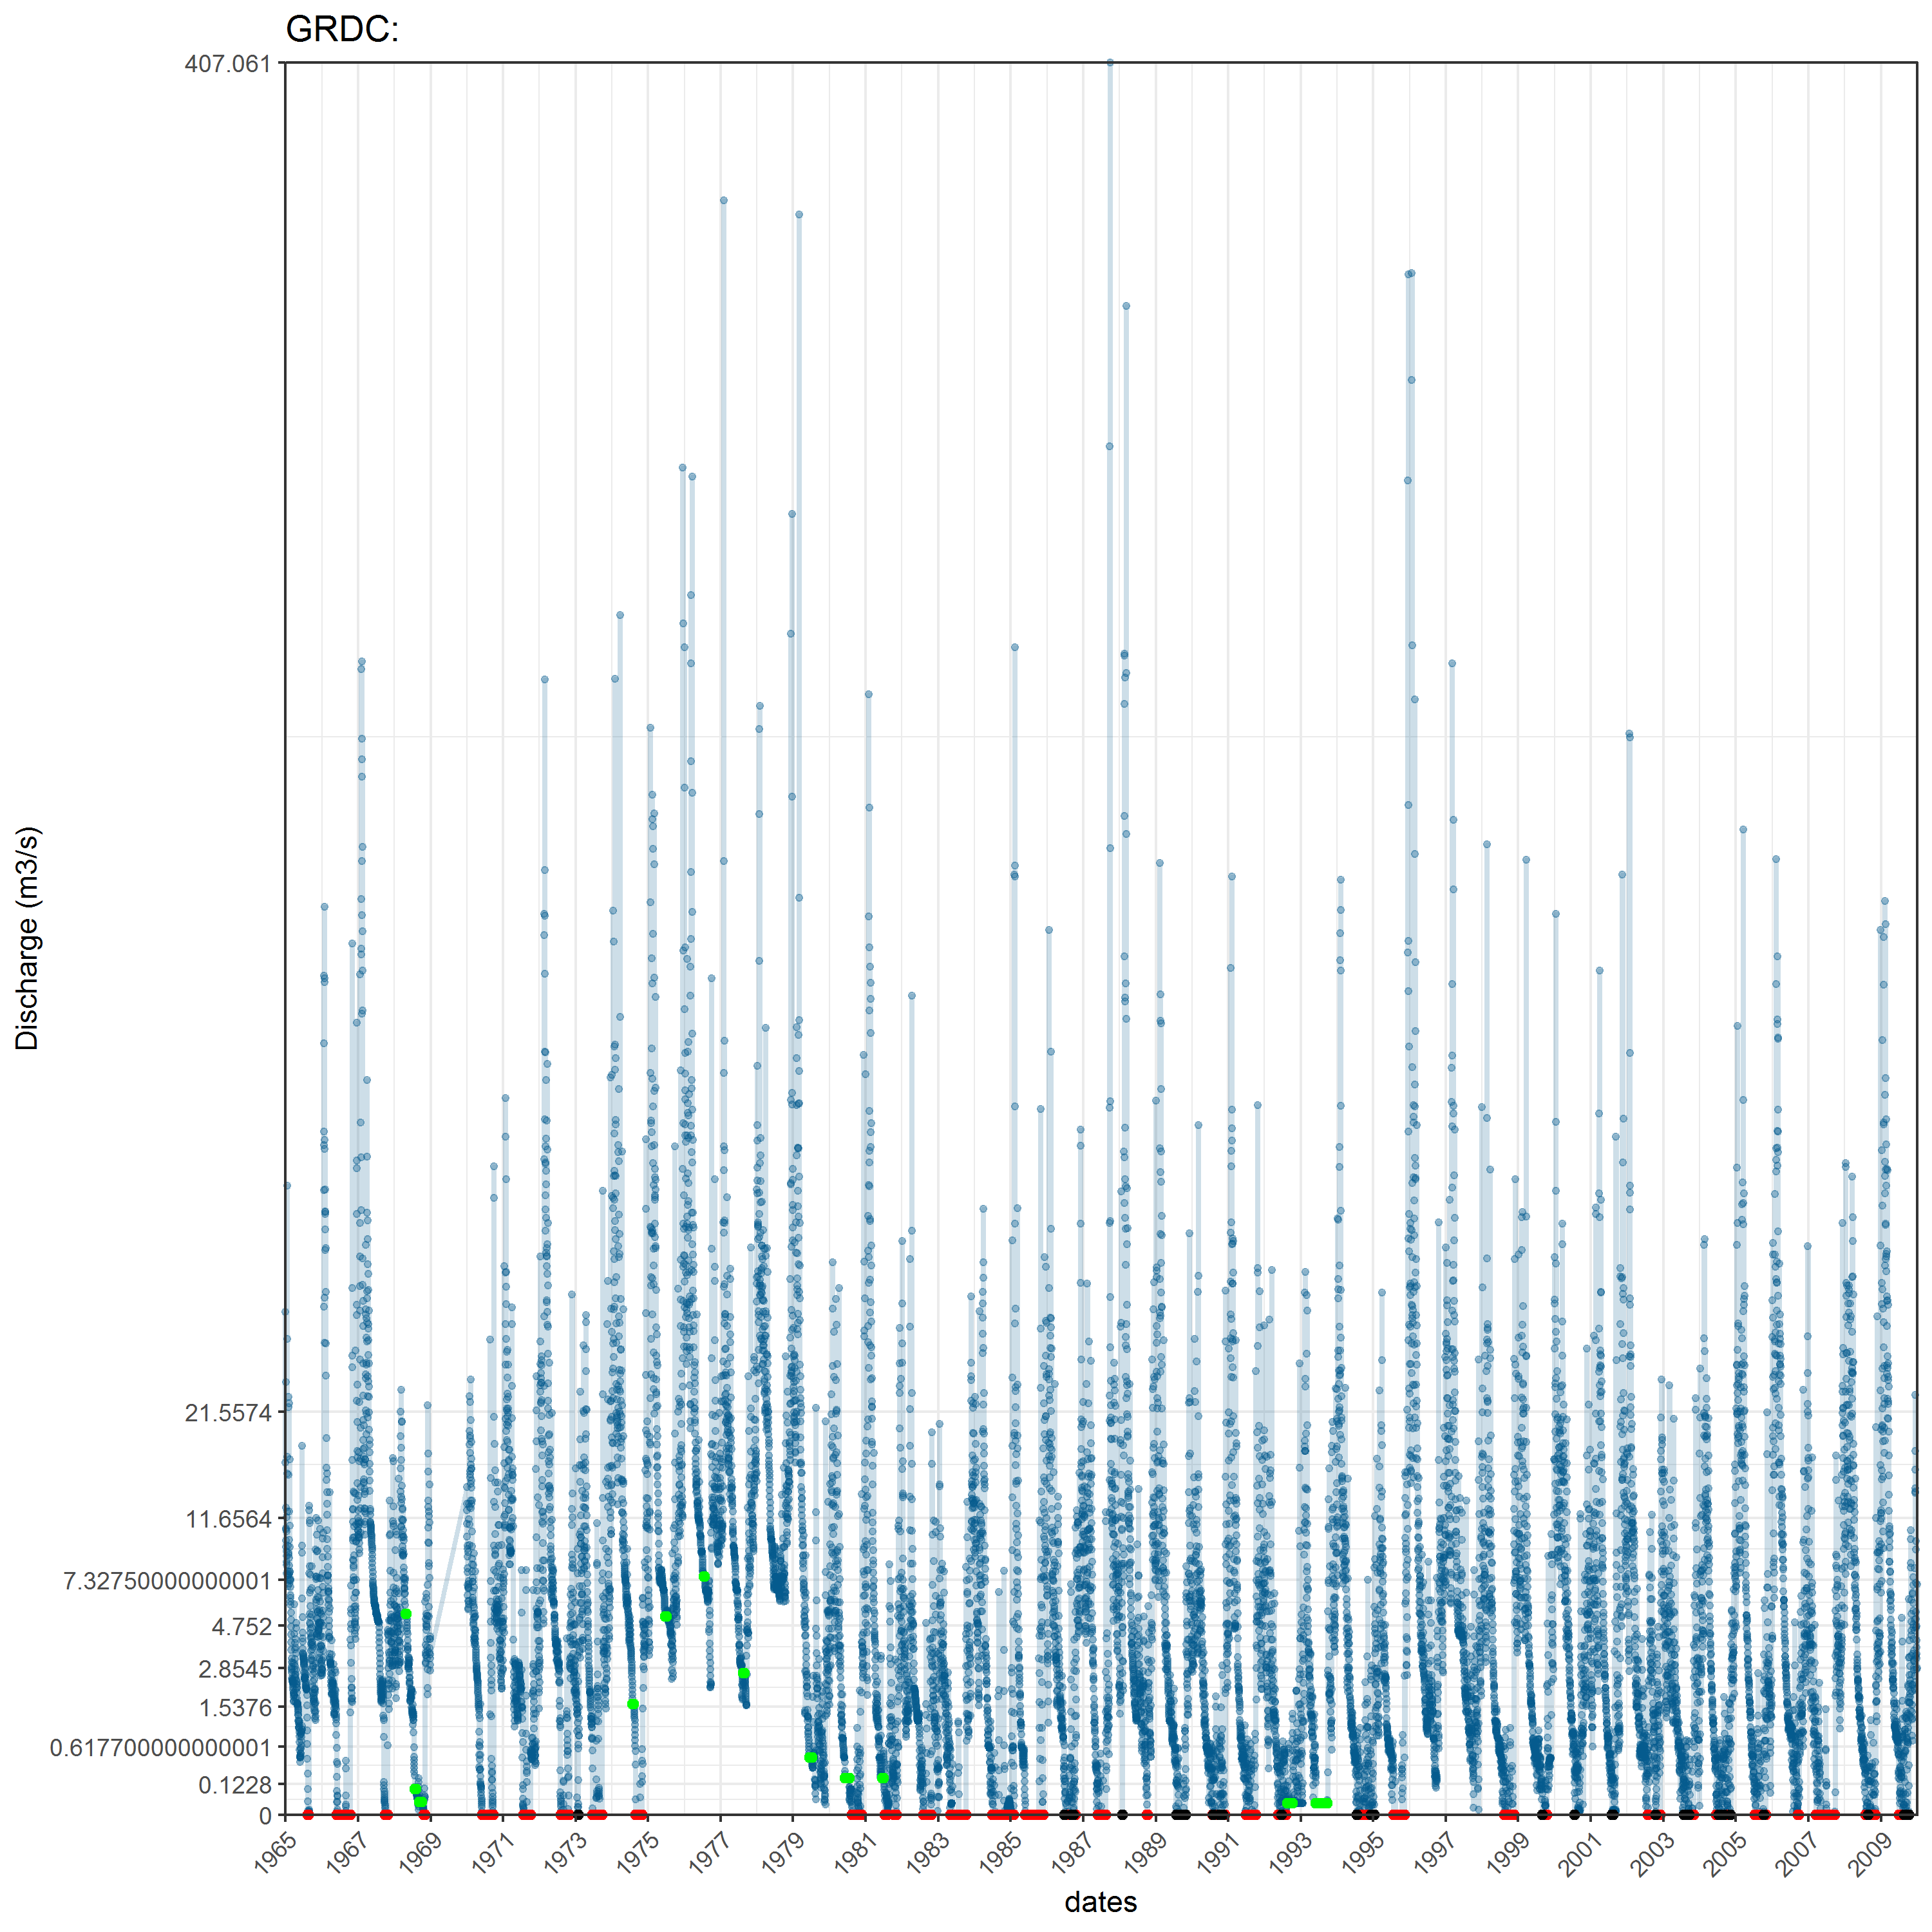 GRDC:
407.061
21.5574
11.6564
7.32750000000001
4.752
2.8545
1.5376
0.617700000000001
0.1228
0
Discharge (m3/s)
1965 1967 1969 1971 1973 1975 1977 1979 1981 1983 1985 1987 1989 1991 1993 1995 1997 1999 2001 2003 2005 2007 2009
dates